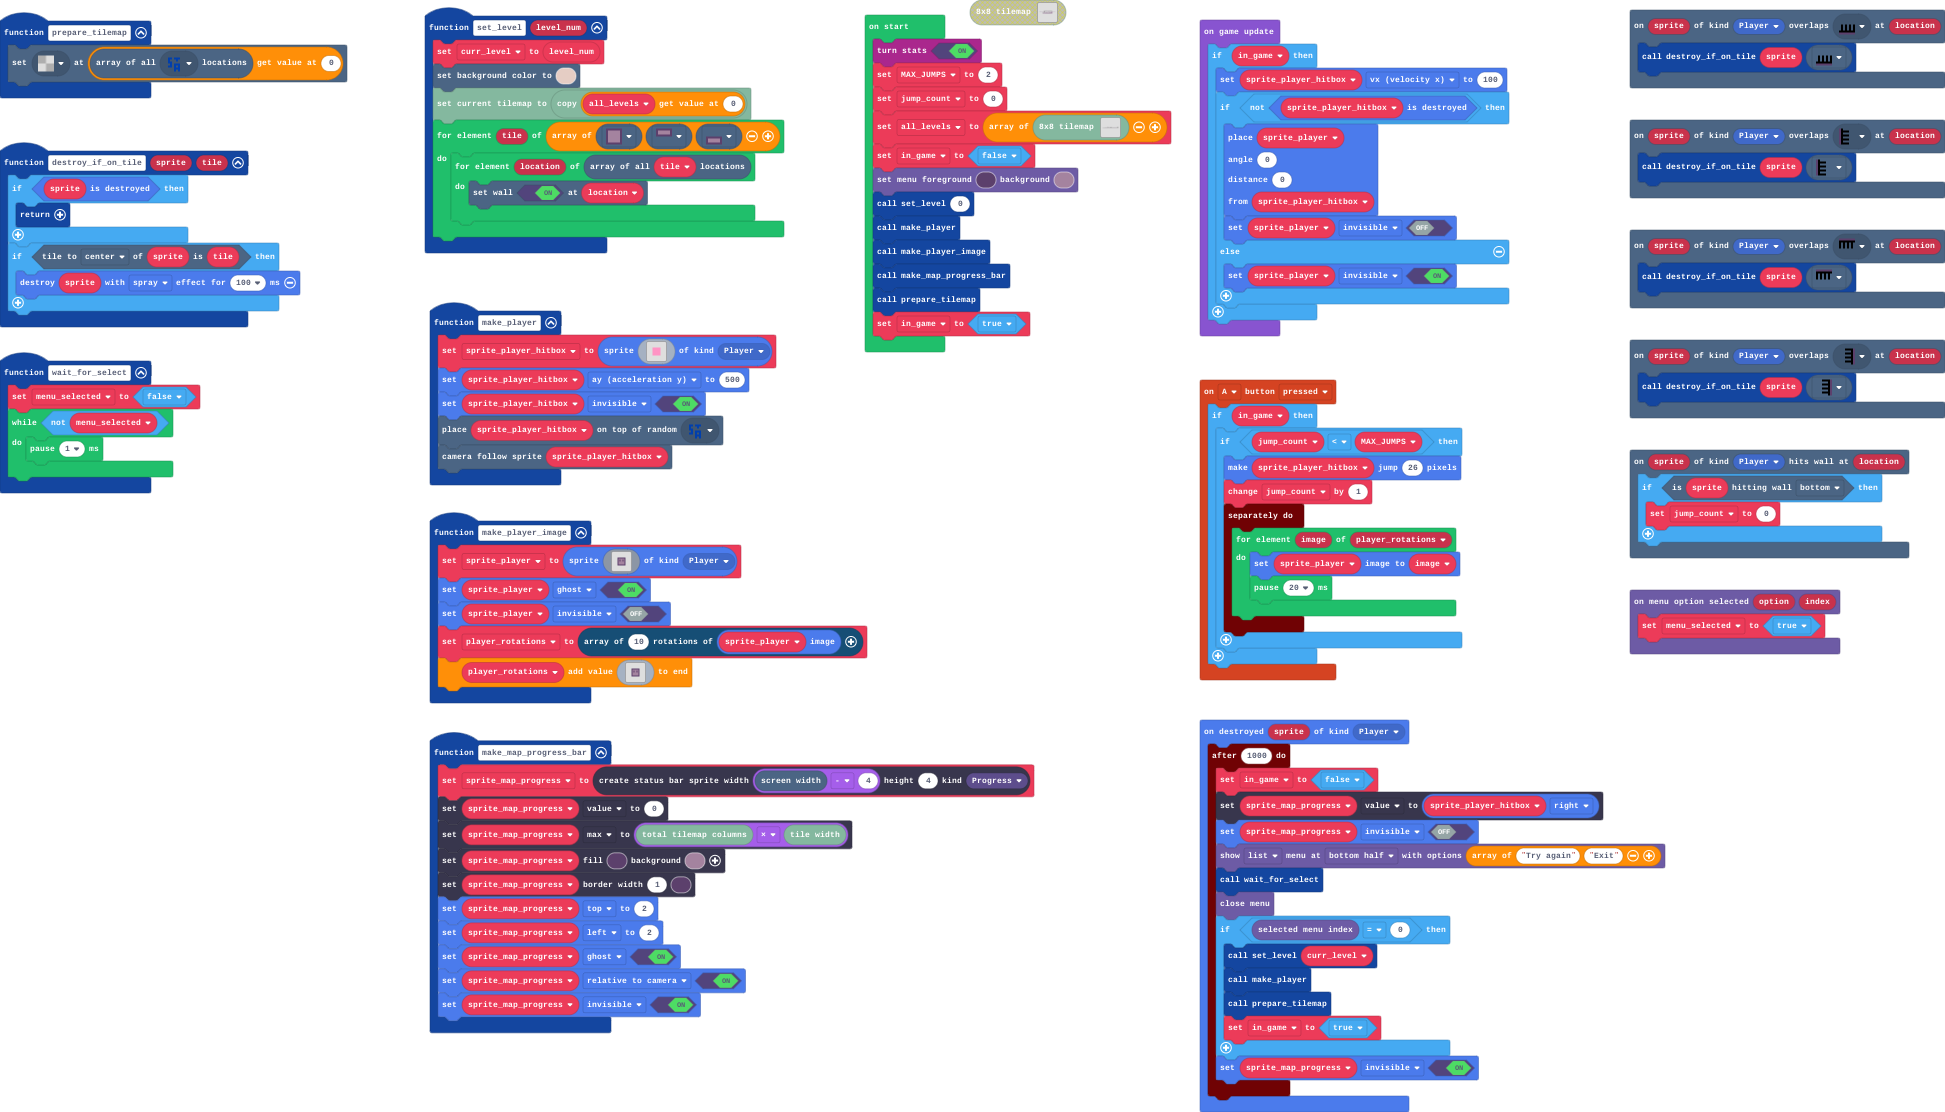 function prepare_tilemap
set at array of all locations get value at 0
function destroy_if_on_tile sprite tile
if sprite is destroyed then
return
if tile to center of sprite is tile then
destroy sprite with spray effect for 100 ms
function wait_for_select
set menu_selected to false
while not menu_selected
do pause 1 ms
function set_level level_num
set curr_level to level_num
set background color to
set current tilemap to copy all_levels get value at 0
for element tile of array of
do for element location of array of all tile locations
do set wall ON at location
function make_player
set sprite_player_hitbox to sprite of kind Player
set sprite_player_hitbox ay (acceleration y) to 500
set sprite_player_hitbox invisible ON
place sprite_player_hitbox on top of random
camera follow sprite sprite_player_hitbox
function make_player_image
set sprite_player to sprite of kind Player
set sprite_player ghost ON
set sprite_player invisible OFF
set player_rotations to array of 10 rotations of sprite_player image
player_rotations add value to end
function make_map_progress_bar
set sprite_map_progress to create status bar sprite width screen width - 4 height 4 kind Progress
set sprite_map_progress value to 0
set sprite_map_progress max to total tilemap columns × tile width
set sprite_map_progress fill background
set sprite_map_progress border width 1
set sprite_map_progress top to 2
set sprite_map_progress left to 2
set sprite_map_progress ghost ON
set sprite_map_progress relative to camera ON
set sprite_map_progress invisible ON
8x8 tilemap
on start
turn stats ON
set MAX_JUMPS to 2
set jump_count to 0
set all_levels to array of 8x8 tilemap
set in_game to false
set menu foreground background
call set_level 0
call make_player
call make_player_image
call make_map_progress_bar
call prepare_tilemap
set in_game to true
on game update
if in_game then
set sprite_player_hitbox vx (velocity x) to 100
if not sprite_player_hitbox is destroyed then
place sprite_player
angle 0
distance 0
from sprite_player_hitbox
set sprite_player invisible OFF
else
set sprite_player invisible ON
on A button pressed
if in_game then
if jump_count < MAX_JUMPS then
make sprite_player_hitbox jump 26 pixels
change jump_count by 1
separately do
for element image of player_rotations
do set sprite_player image to image
pause 20 ms
on destroyed sprite of kind Player
after 1000 do
set in_game to false
set sprite_map_progress value to sprite_player_hitbox right
set sprite_map_progress invisible OFF
show list menu at bottom half with options array of "Try again" "Exit"
call wait_for_select
close menu
if selected menu index = 0 then
call set_level curr_level
call make_player
call prepare_tilemap
set in_game to true
set sprite_map_progress invisible ON
on sprite of kind Player overlaps at location
call destroy_if_on_tile sprite
on sprite of kind Player overlaps at location
call destroy_if_on_tile sprite
on sprite of kind Player overlaps at location
call destroy_if_on_tile sprite
on sprite of kind Player overlaps at location
call destroy_if_on_tile sprite
on sprite of kind Player hits wall at location
if is sprite hitting wall bottom then
set jump_count to 0
on menu option selected option index
set menu_selected to true